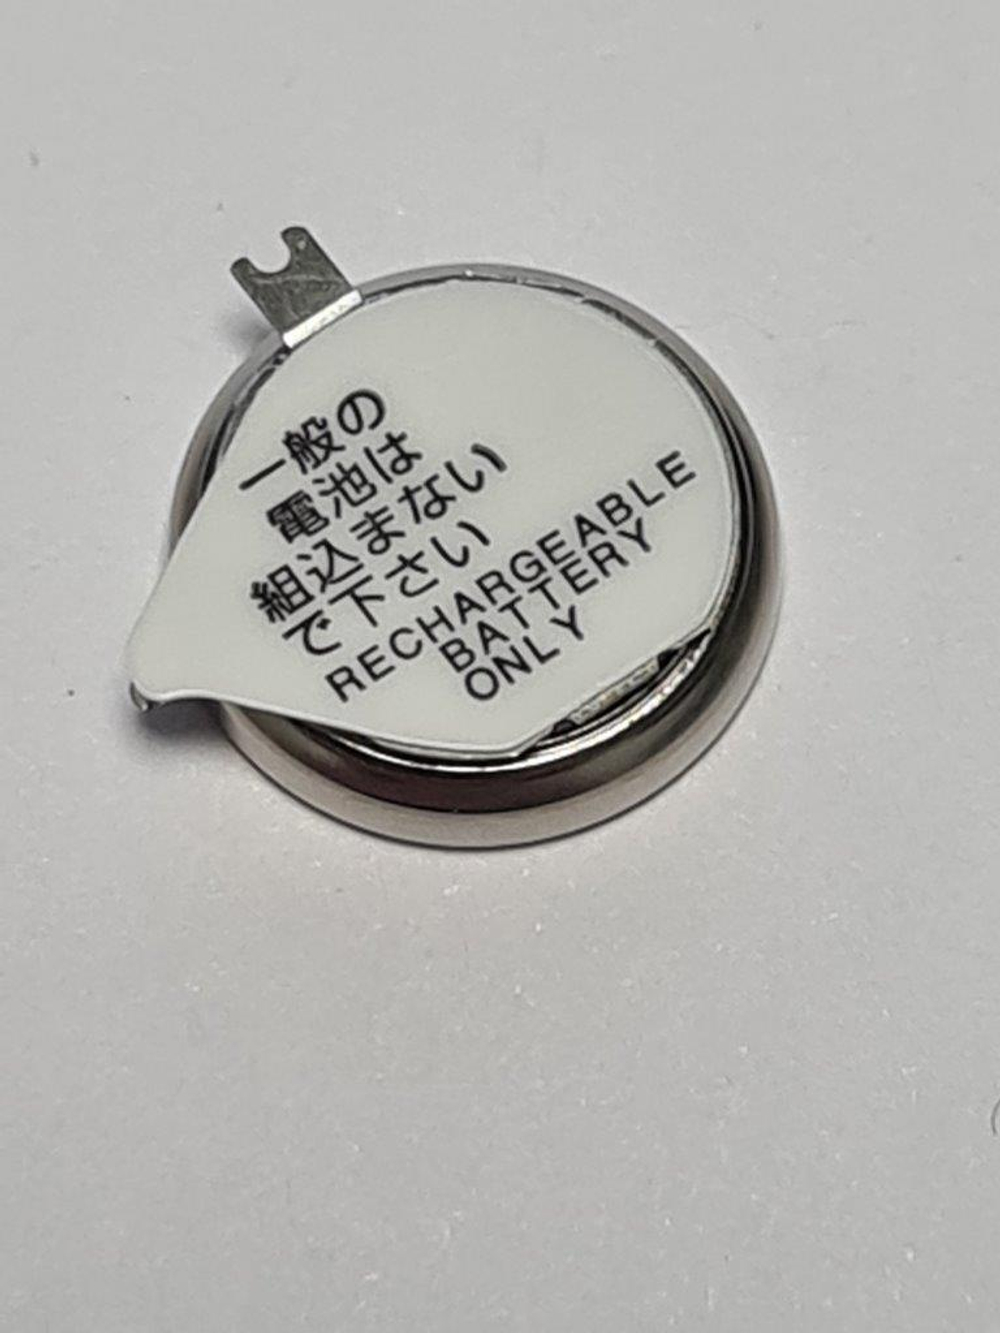 一般の
電池は
組込まない
で下さい
RECHARGEABLE
BATTERY
ONLY